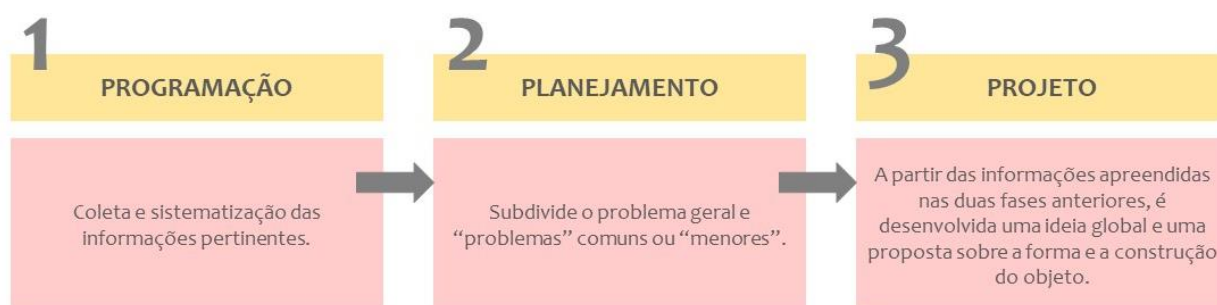 1
PROGRAMAÇÃO
Coleta e sistematização das
informações pertinentes.
2
PLANEJAMENTO
Subdivide o problema geral e
“problemas” comuns ou “menores”.
3
PROJETO
A partir das informações apreendidas
nas duas fases anteriores, é
desenvolvida uma ideia global e uma
proposta sobre a forma e a construção
do objeto.